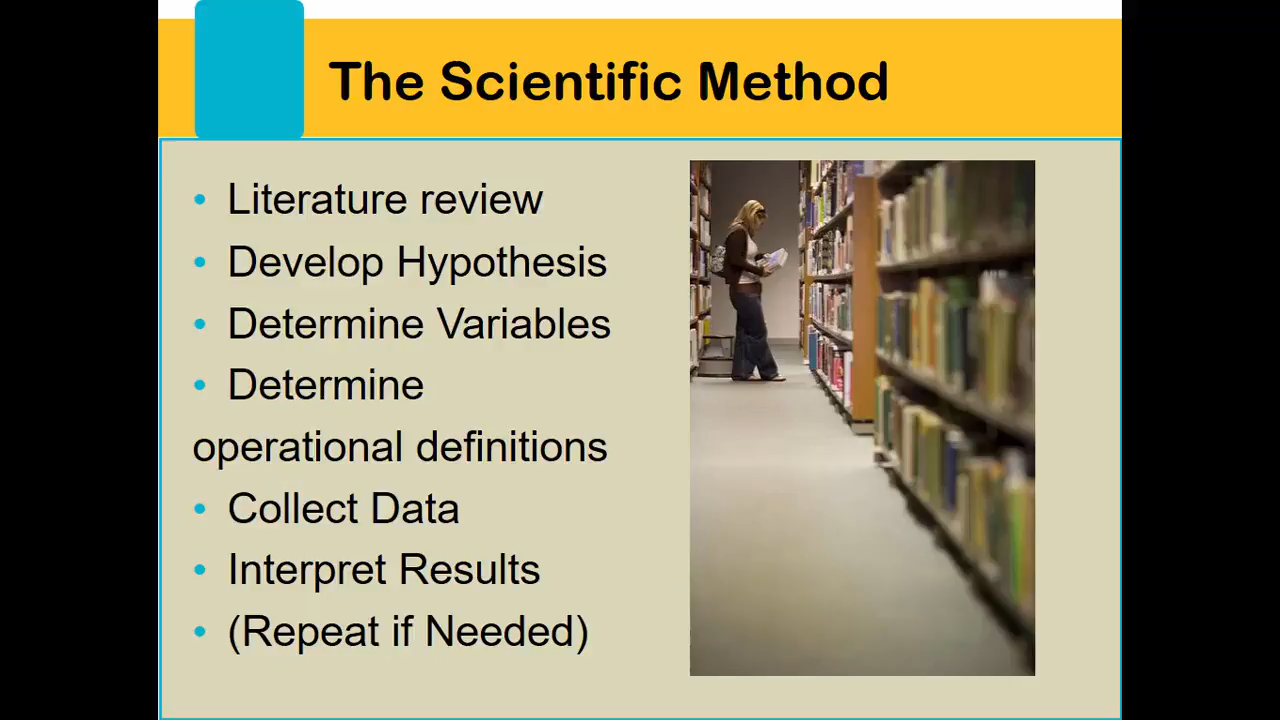 The Scientific Method
• Literature review
• Develop Hypothesis
• Determine Variables
• Determine
operational definitions
• Collect Data
• Interpret Results
• (Repeat if Needed)